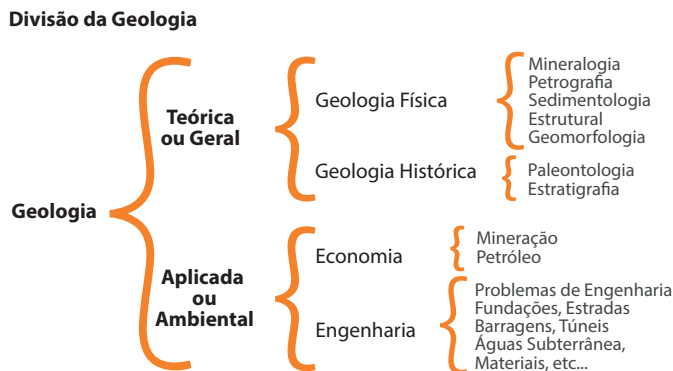 Divisão da Geologia
Geologia
Teórica
ou Geral
Geologia Física
Mineralogia
Petrografia
Sedimentologia
Estrutural
Geomorfologia
Geologia Histórica
Paleontologia
Estratigrafia
Aplicada
ou
Ambiental
Economia
Mineração
Petróleo
Engenharia
Problemas de Engenharia
Fundações, Estradas
Barragens, Túneis
Águas Subterrânea,
Materiais, etc...